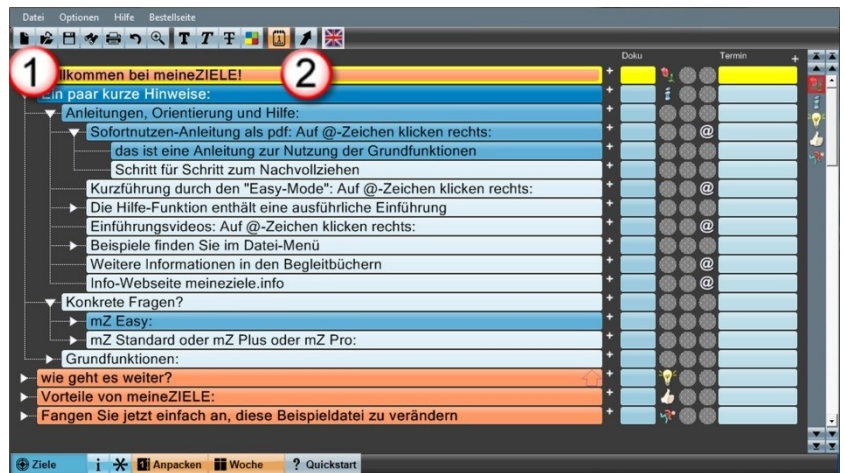 Datei Optionen Hilfe Bestellseite
T T T 1
Doku Termin +
1 llkommen bei meineZIELE! 2 +
Ein paar kurze Hinweise: +
Anleitungen, Orientierung und Hilfe: +
Sofortnutzen-Anleitung als pdf: Auf @-Zeichen klicken rechts: + @
das ist eine Anleitung zur Nutzung der Grundfunktionen +
Schritt für Schritt zum Nachvollziehen +
Kurzführung durch den "Easy-Mode": Auf @-Zeichen klicken rechts: + @
Die Hilfe-Funktion enthält eine ausführliche Einführung +
Einführungsvideos: Auf @-Zeichen klicken rechts: + @
Beispiele finden Sie im Datei-Menü +
Weitere Informationen in den Begleitbüchern + @
Info-Webseite meineziele.info + @
Konkrete Fragen? +
mZ Easy: +
mZ Standard oder mZ Plus oder mZ Pro: +
Grundfunktionen: +
wie geht es weiter? +
Vorteile von meineZIELE: +
Fangen Sie jetzt einfach an, diese Beispieldatei zu verändern +
Ziele i 1 Anpacken Woche ? Quickstart